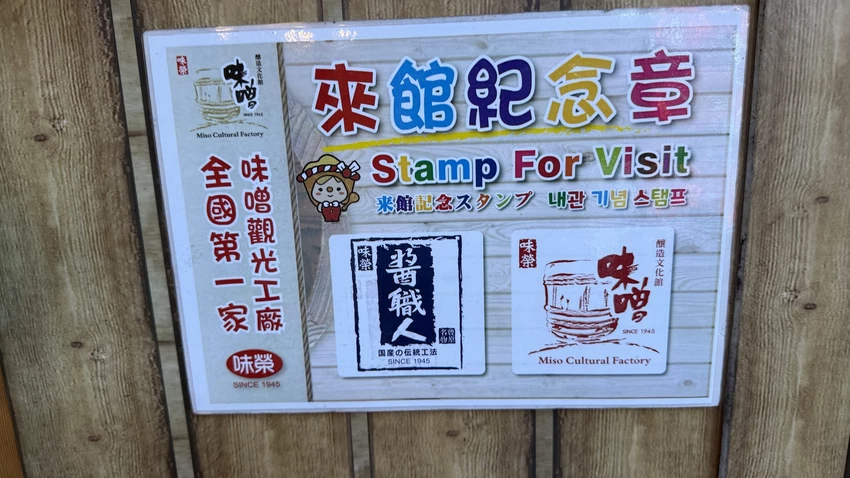 味榮
味噌
釀造文化館
SINCE 1945
Miso Cultural Factory
味噌觀光工廠
全國第一家
味榮
SINCE 1945
來館紀念章
Stamp For Visit
来館記念スタンプ 내관 기념 스탬프
味榮
醬職人
国産の伝統工法
SINCE 1945
味榮
味噌
釀造文化館
SINCE 1945
Miso Cultural Factory